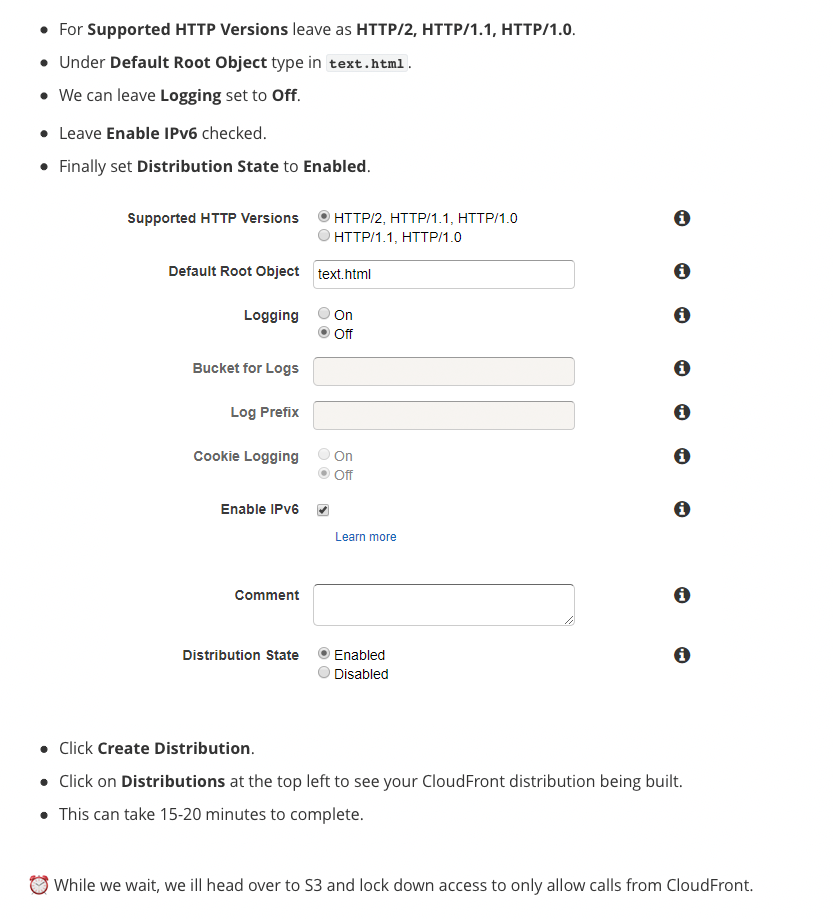 For Supported HTTP Versions leave as HTTP/2, HTTP/1.1, HTTP/1.0.
Under Default Root Object type in text.html.
We can leave Logging set to Off.
Leave Enable IPv6 checked.
Finally set Distribution State to Enabled.
Supported HTTP Versions HTTP/2, HTTP/1.1, HTTP/1.0
HTTP/1.1, HTTP/1.0
Default Root Object text.html
Logging On
Off
Bucket for Logs
Log Prefix
Cookie Logging On
Off
Enable IPv6
Learn more
Comment
Distribution State Enabled
Disabled
Click Create Distribution.
Click on Distributions at the top left to see your CloudFront distribution being built.
This can take 15-20 minutes to complete.
While we wait, we ill head over to S3 and lock down access to only allow calls from CloudFront.